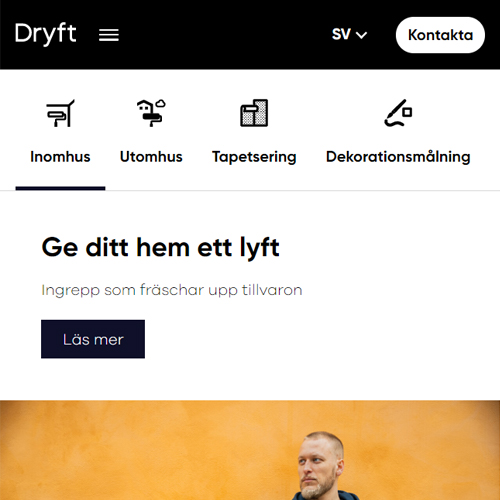 Dryft
SV
Kontakta
Inomhus
Utomhus
Tapetsering
Dekorationsmålning
Ge ditt hem ett lyft
Ingrepp som fräschar upp tillvaron
Läs mer